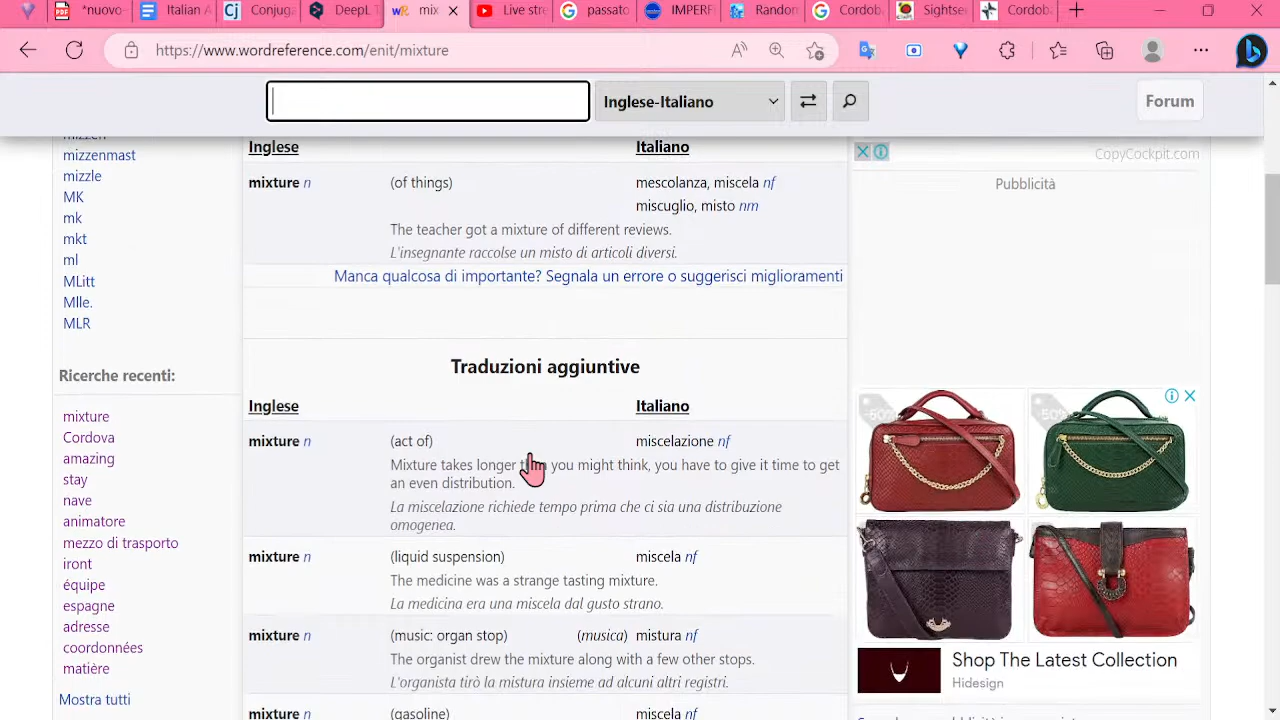 *nuovo-
Italian A
Conjuga
DeepL T
mix
Live stre
passato
IMPERF
Random
Cordob
Sightse
Cordoba
https://www.wordreference.com/enit/mixture
Inglese-Italiano
Forum
mizzen
mizzenmast
mizzle
MK
mk
mkt
ml
MLitt
Mlle.
MLR
Ricerche recenti:
mixture
Cordova
amazing
stay
nave
animatore
mezzo di trasporto
iront
équipe
espagne
adresse
coordonnées
matière
Mostra tutti
Inglese Italiano
mixture n (of things) mescolanza, miscela nf
miscuglio, misto nm
The teacher got a mixture of different reviews.
L'insegnante raccolse un misto di articoli diversi.
Manca qualcosa di importante? Segnala un errore o suggerisci miglioramenti
Traduzioni aggiuntive
Inglese Italiano
mixture n (act of) miscelazione nf
Mixture takes longer than you might think, you have to give it time to get
an even distribution.
La miscelazione richiede tempo prima che ci sia una distribuzione
omogenea.
mixture n (liquid suspension) miscela nf
The medicine was a strange tasting mixture.
La medicina era una miscela dal gusto strano.
mixture n (music: organ stop) (musica) mistura nf
The organist drew the mixture along with a few other stops.
L'organista tirò la mistura insieme ad alcuni altri registri.
mixture n (gasoline) miscela nf
CopyCockpit.com
Pubblicità
-50%
-50%
Shop The Latest Collection
Hidesign